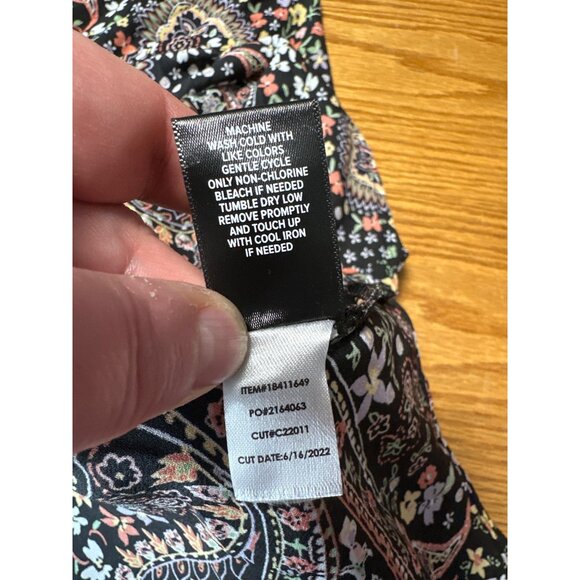 MACHINE
WASH COLD WITH
LIKE COLORS
GENTLE CYCLE
ONLY NON-CHLORINE
BLEACH IF NEEDED
TUMBLE DRY LOW
REMOVE PROMPTLY
AND TOUCH UP
WITH COOL IRON
IF NEEDED
ITEM#18411649
PO#2164063
CUT#C22011
CUT DATE:6/16/2022